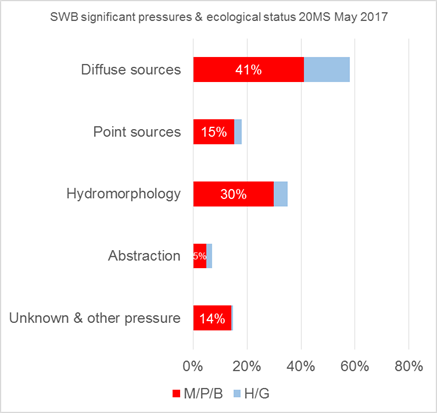 SWB significant pressures & ecological status 20MS May 2017
Diffuse sources
41%
Point sources
15%
Hydromorphology
30%
Abstraction
5%
Unknown & other pressure
14%
0% 20% 40% 60% 80%
M/P/B H/G